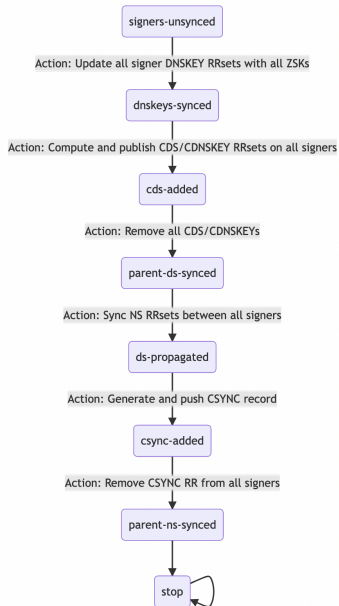 signers-unsynced
Action: Update all signer DNSKEY RRsets with all ZSKs
dnskeys-synced
Action: Compute and publish CDS/CDNSKEY RRsets on all signers
cds-added
Action: Remove all CDS/CDNSKEYs
parent-ds-synced
Action: Sync NS RRsets between all signers
ds-propagated
Action: Generate and push CSYNC record
csync-added
Action: Remove CSYNC RR from all signers
parent-ns-synced
stop